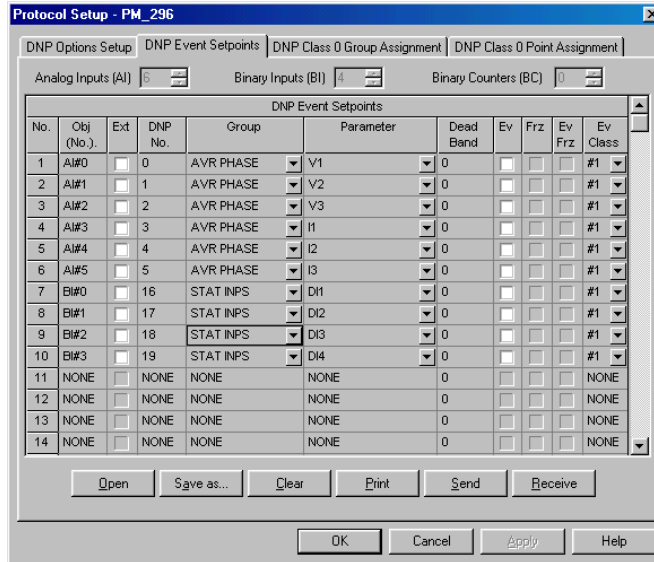 Protocol Setup - PM_296
DNP Options Setup DNP Event Setpoints DNP Class 0 Group Assignment DNP Class 0 Point Assignment
Analog Inputs (AI) 6 Binary Inputs (BI) 4 Binary Counters (BC) 0
DNP Event Setpoints
No. Obj (No.). Ext DNP No. Group Parameter Dead Band Ev Frz Ev Frz Ev Class
1 AI#0 0 AVR PHASE V1 0 #1
2 AI#1 1 AVR PHASE V2 0 #1
3 AI#2 2 AVR PHASE V3 0 #1
4 AI#3 3 AVR PHASE I1 0 #1
5 AI#4 4 AVR PHASE I2 0 #1
6 AI#5 5 AVR PHASE I3 0 #1
7 BI#0 16 STAT INPS DI1 0 #1
8 BI#1 17 STAT INPS DI2 0 #1
9 BI#2 18 STAT INPS DI3 0 #1
10 BI#3 19 STAT INPS DI4 0 #1
11 NONE NONE NONE NONE 0 NONE
12 NONE NONE NONE NONE 0 NONE
13 NONE NONE NONE NONE 0 NONE
14 NONE NONE NONE NONE 0 NONE
Open Save as... Clear Print Send Receive
OK Cancel Apply Help